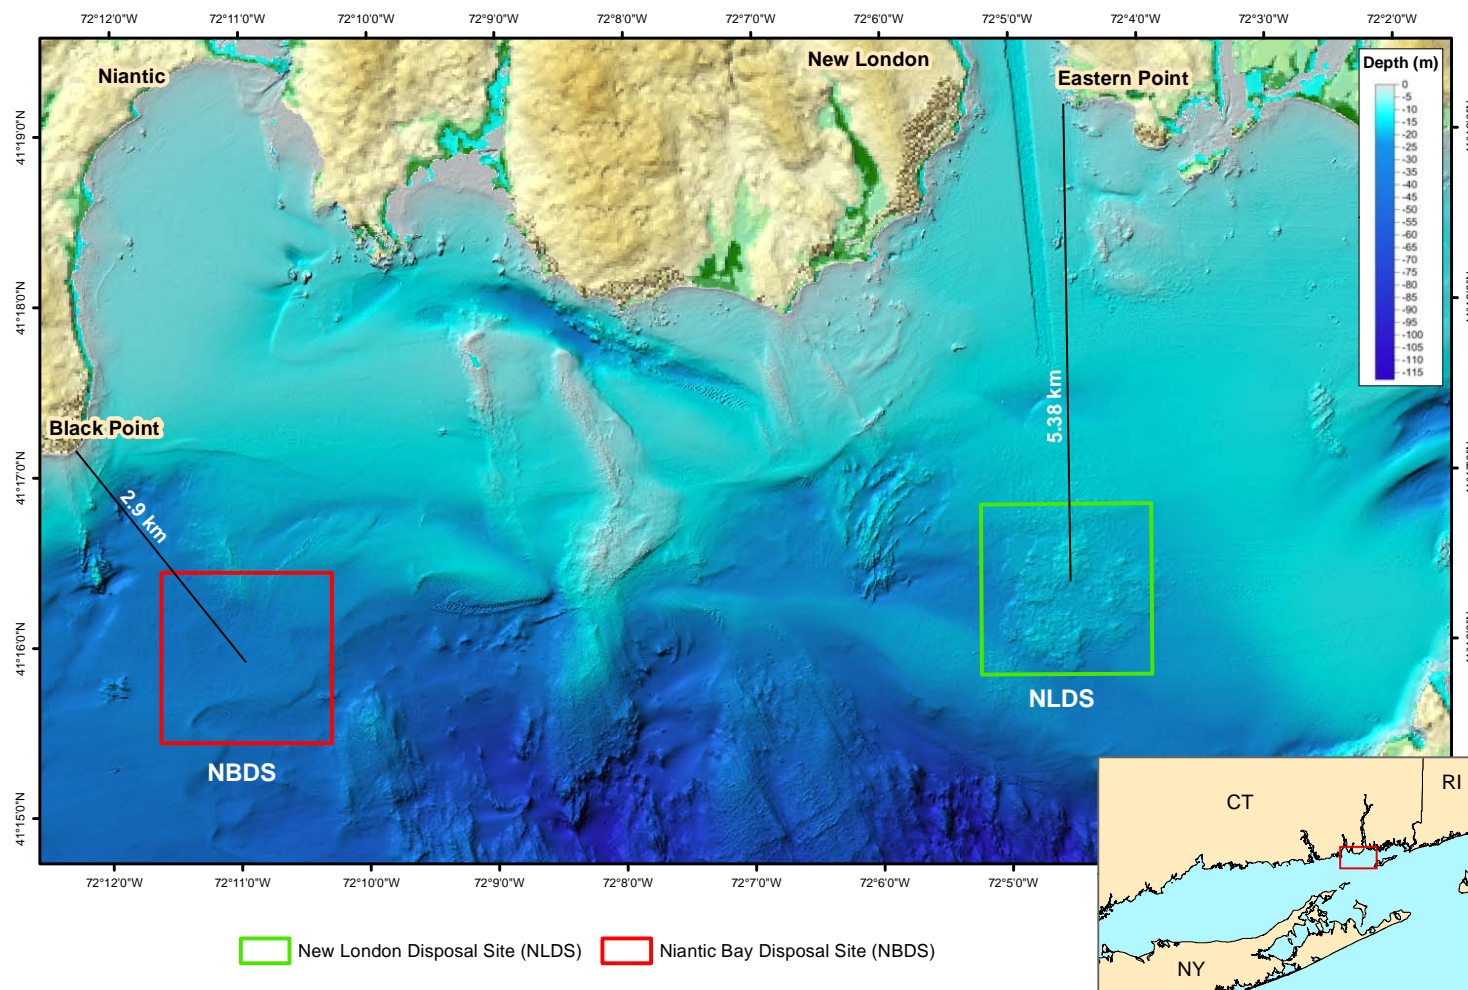 72°12'0"W 72°11'0"W 72°10'0"W 72°9'0"W 72°8'0"W 72°7'0"W 72°6'0"W 72°5'0"W 72°4'0"W 72°3'0"W 72°2'0"W
Niantic
New London
Eastern Point
Depth (m)
0
-5
-10
-15
-20
-25
-30
-35
-40
-45
-50
-55
-60
-65
-70
-75
-80
-85
-90
-95
-100
-105
-110
-115
41°19'0"N
41°18'0"N
41°17'0"N
41°16'0"N
41°15'0"N
5.38 km
Black Point
2.9 km
NLDS
NBDS
72°12'0"W 72°11'0"W 72°10'0"W 72°9'0"W 72°8'0"W 72°7'0"W 72°6'0"W 72°5'0"W
CT
RI
NY
New London Disposal Site (NLDS)
Niantic Bay Disposal Site (NBDS)